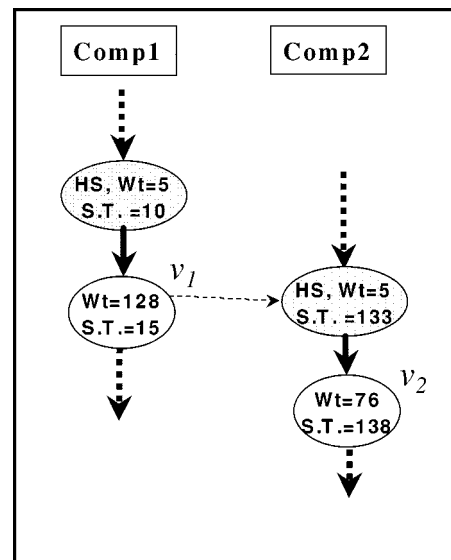 Comp1
Comp2
HS, Wt=5
S.T. =10
v1
Wt=128
S.T.=15
HS, Wt=5
S.T. =133
v2
Wt=76
S.T.=138